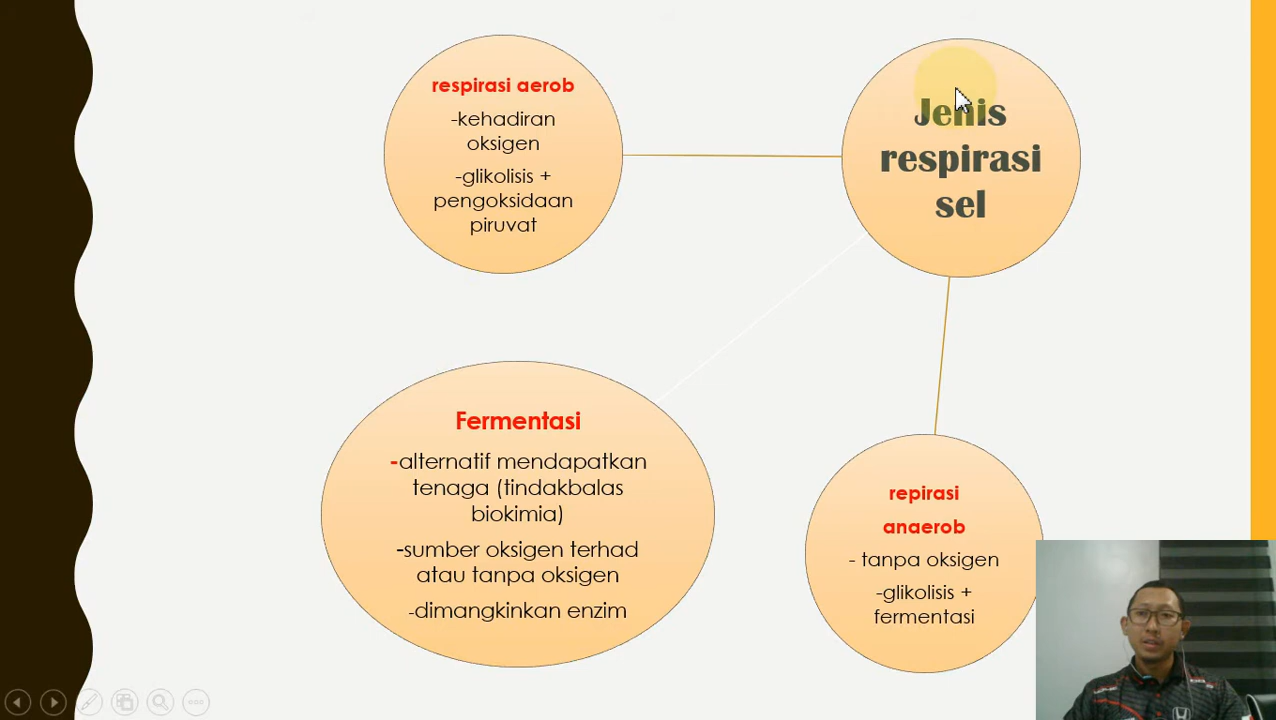 Jenis
respirasi
sel
respirasi aerob
-kehadiran
oksigen
-glikolisis +
pengoksidaan
piruvat
Fermentasi
-alternatif mendapatkan
tenaga (tindakbalas
biokimia)
-sumber oksigen terhad
atau tanpa oksigen
-dimangkinkan enzim
repirasi
anaerob
- tanpa oksigen
-glikolisis +
fermentasi